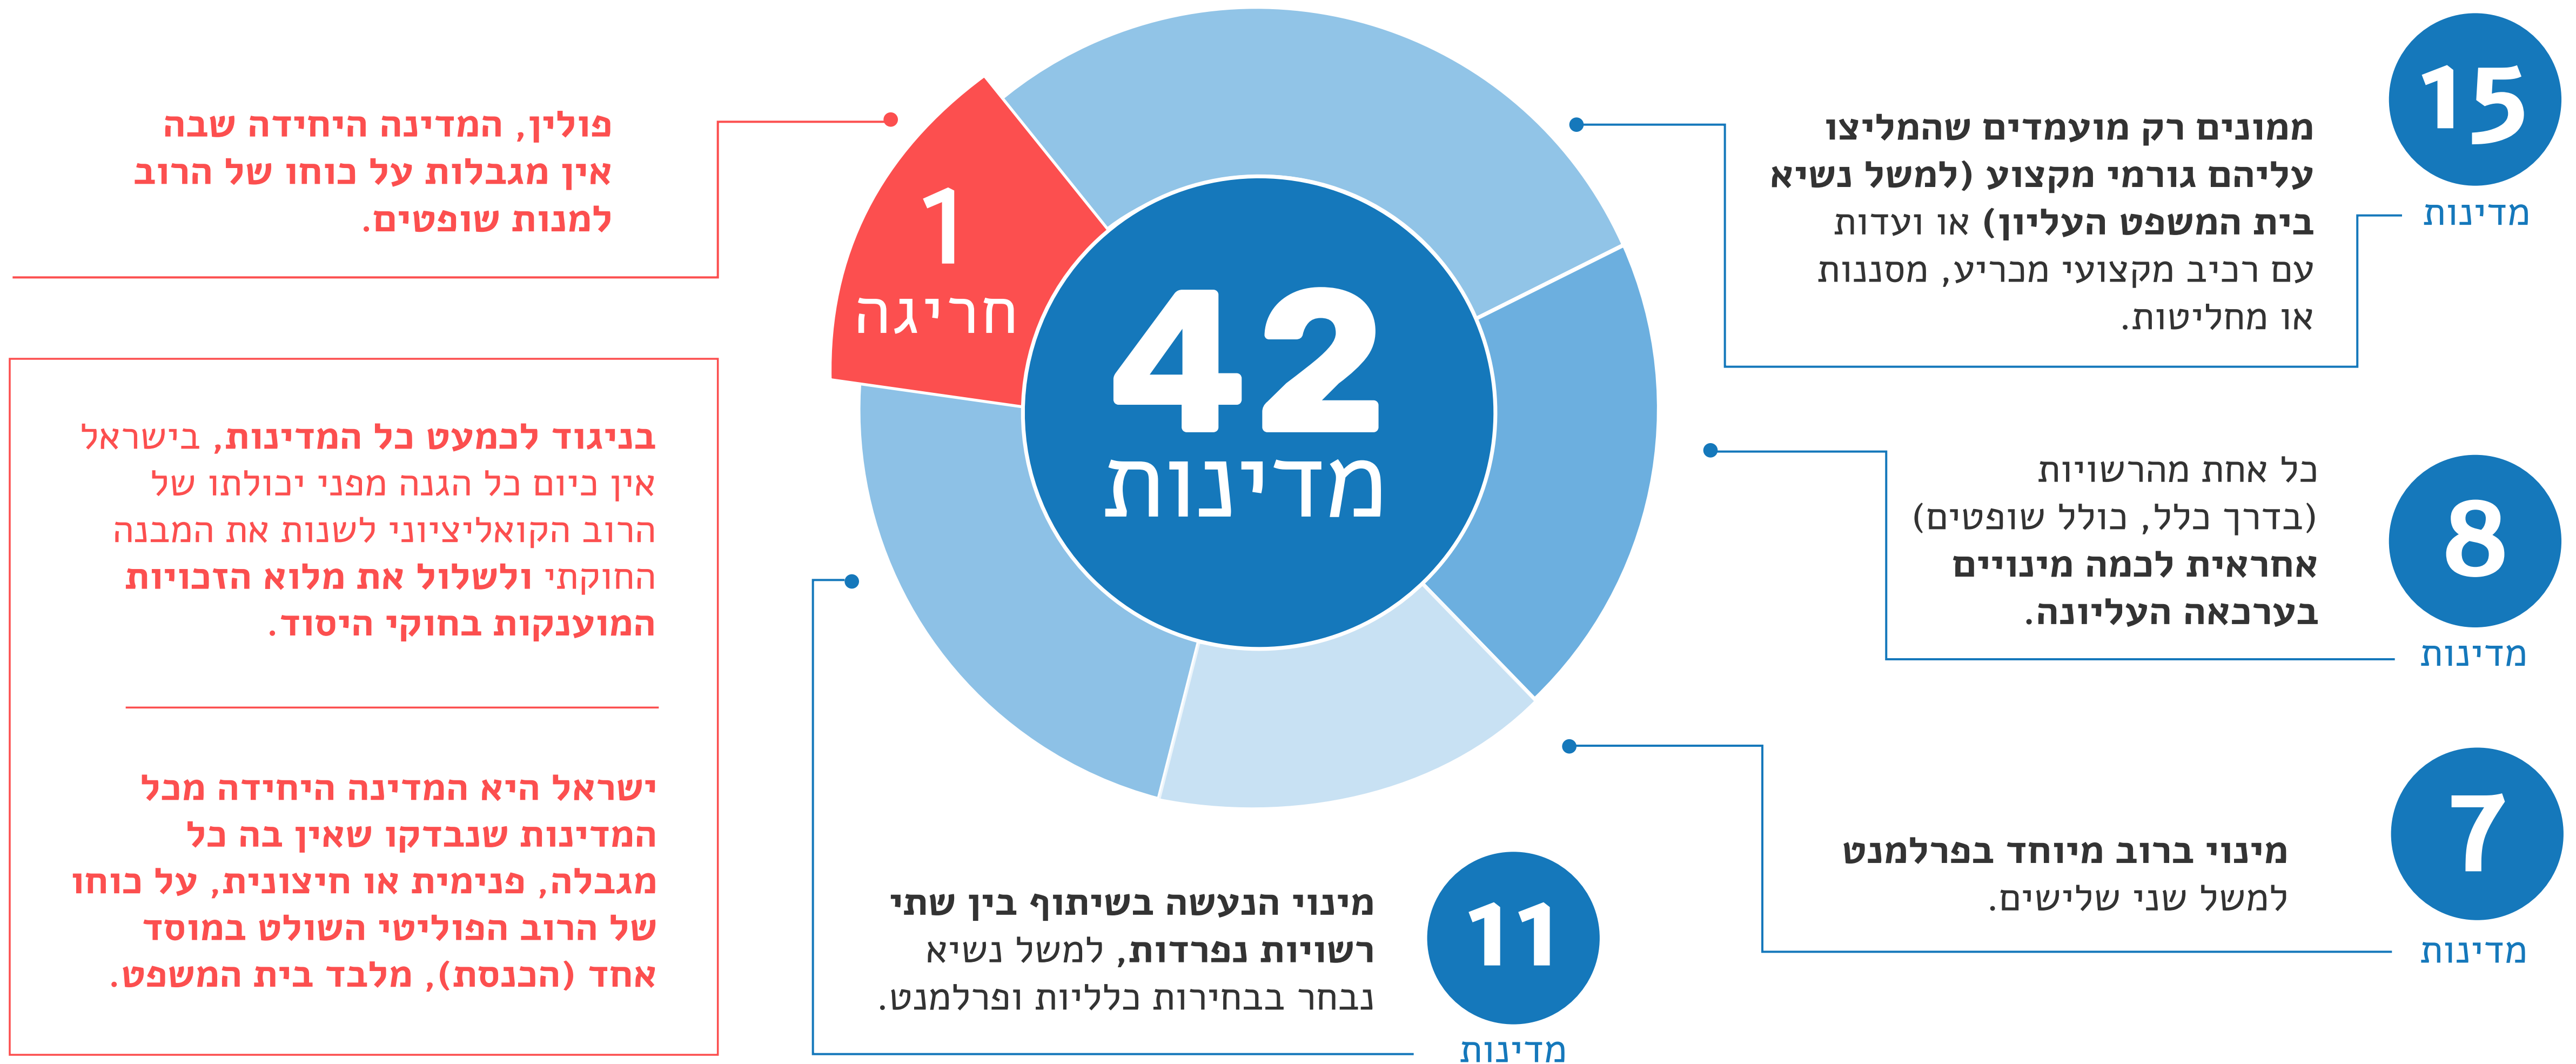 15
מדינות
ממונים רק מועמדים שהמליצו
עליהם גורמי מקצוע (למשל נשיא
בית המשפט העליון) או ועדות
עם רכיב מקצועי מכריע, מסננות
או מחליטות.
8
מדינות
כל אחת מהרשויות
(בדרך כלל, כולל שופטים)
אחראית לכמה מינויים
בערכאה העליונה.
7
מדינות
מינוי ברוב מיוחד בפרלמנט
למשל שני שלישים.
11
מדינות
מינוי הנעשה בשיתוף בין שתי
רשויות נפרדות, למשל נשיא
נבחר בבחירות כלליות ופרלמנט.
42
מדינות
1
חריגה
פולין, המדינה היחידה שבה
אין מגבלות על כוחו של הרוב
למנות שופטים.
בניגוד לכמעט כל המדינות, בישראל
אין כיום כל הגנה מפני יכולתו של
הרוב הקואליציוני לשנות את המבנה
החוקתי ולשלול את מלוא הזכויות
המוענקות בחוקי היסוד.
ישראל היא המדינה היחידה מכל
המדינות שנבדקו שאין בה כל
מגבלה, פנימית או חיצונית, על כוחו
של הרוב הפוליטי השולט במוסד
אחד (הכנסת), מלבד בית המשפט.